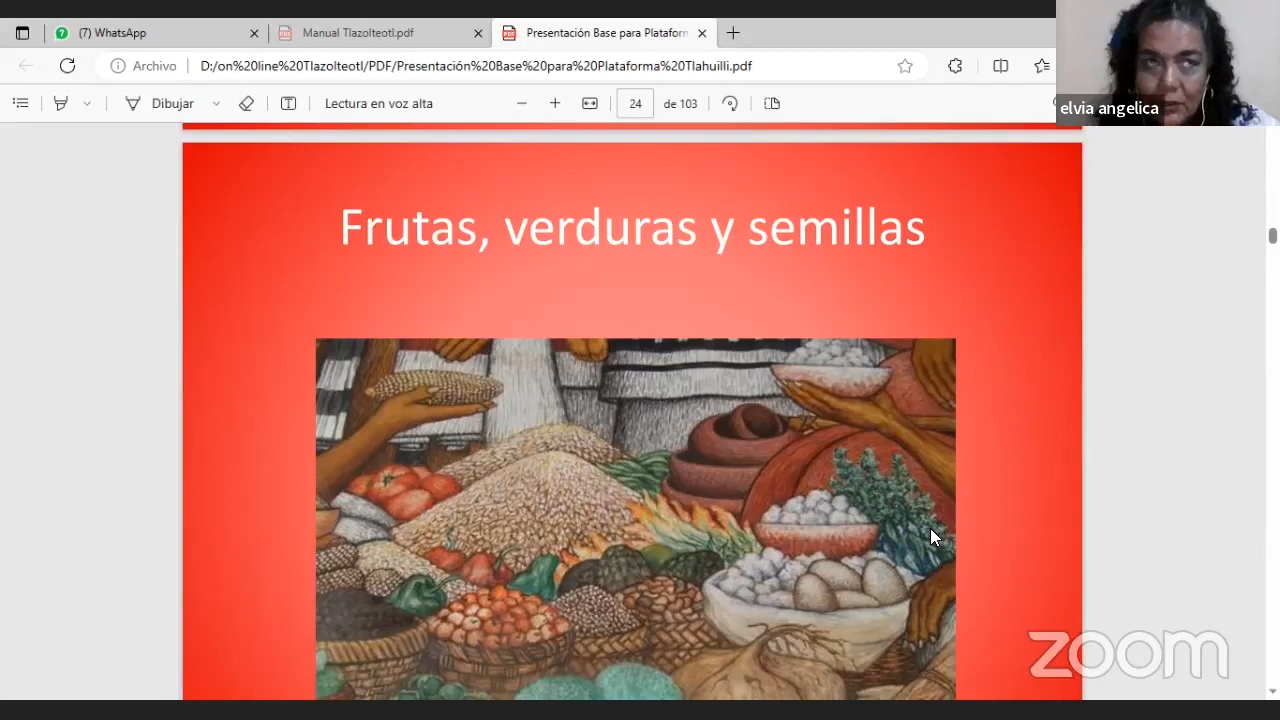 (7) WhatsApp
Manual Tlazolteotl.pdf
Presentación Base para Plataform
Archivo
D:/on%20line%20Tlazolteotl/PDF/Presentación%20Base%20para%20Plataforma%20Tlahuilli.pdf
Dibujar
Lectura en voz alta
24
de 103
elvia angelica
Frutas, verduras y semillas
zoom